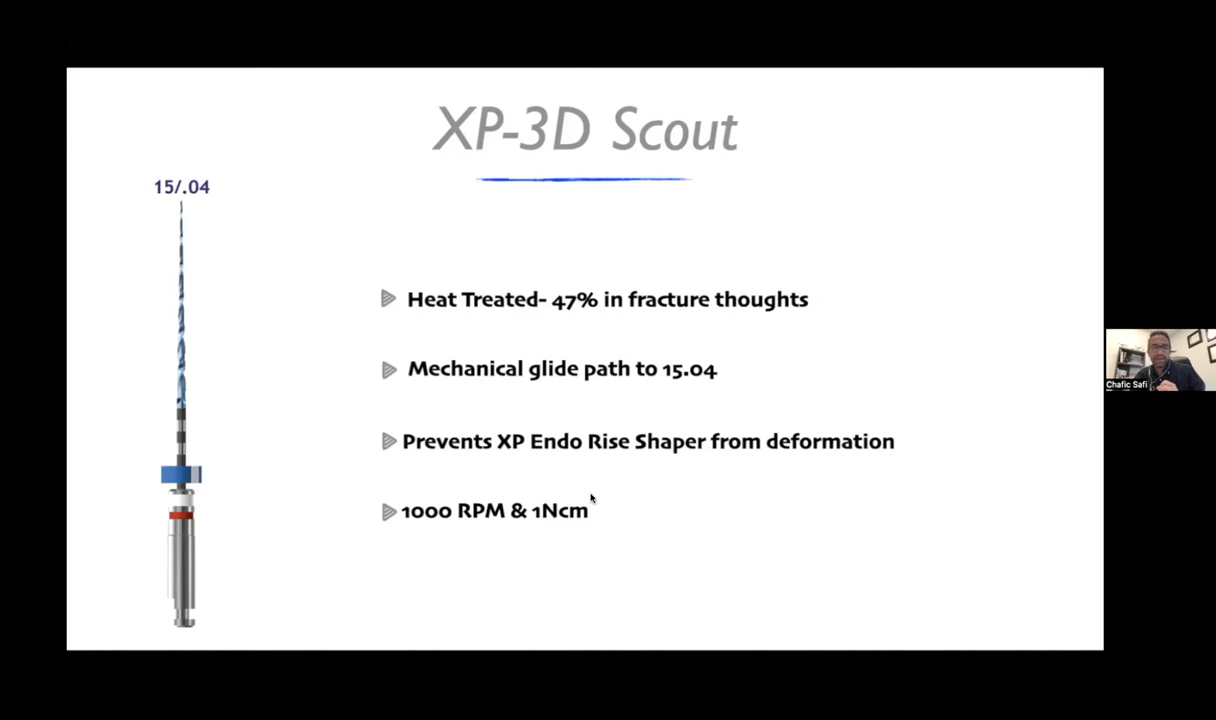 XP-3D Scout
15/.04
Heat Treated- 47% in fracture thoughts
Mechanical glide path to 15.04
Prevents XP Endo Rise Shaper from deformation
1000 RPM & 1Ncm
Chafic Safi